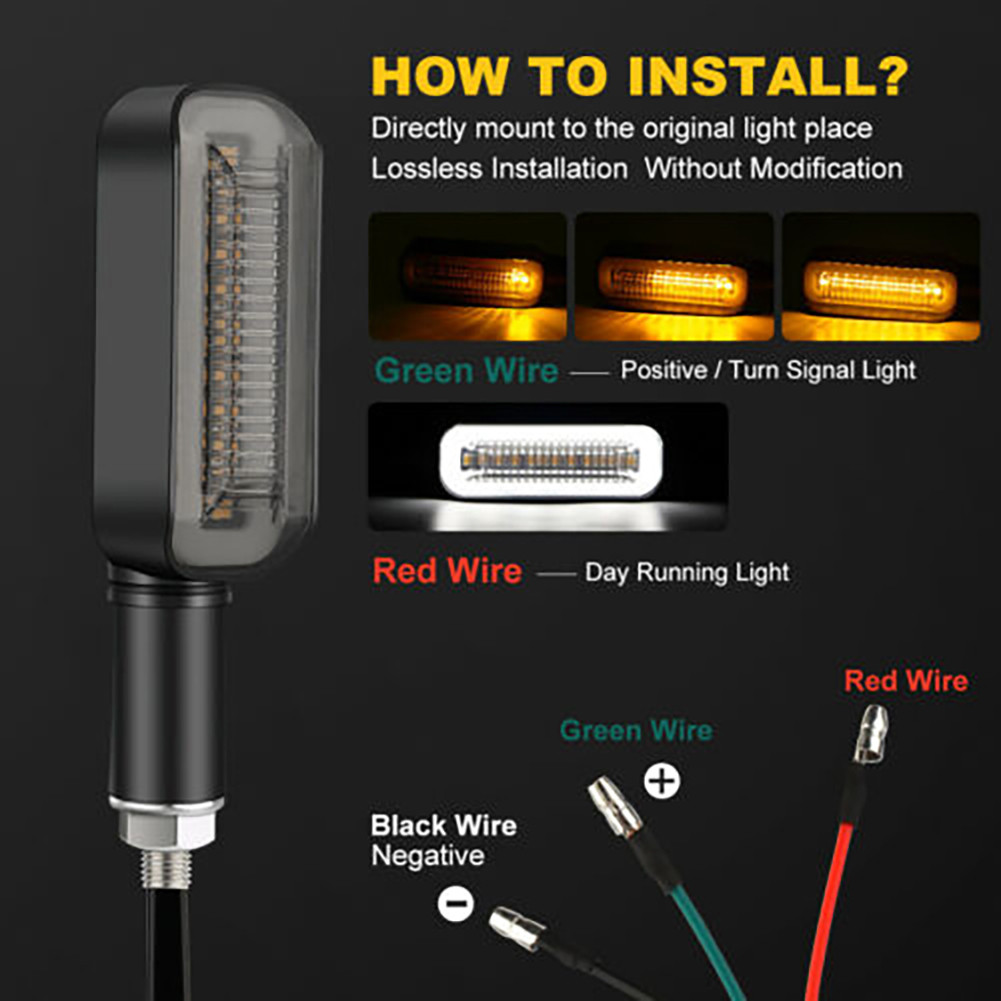 HOW TO INSTALL?
Directly mount to the original light place
Lossless Installation Without Modification
Green Wire — Positive / Turn Signal Light
Red Wire — Day Running Light
Red Wire
Green Wire
+
Black Wire
Negative
-